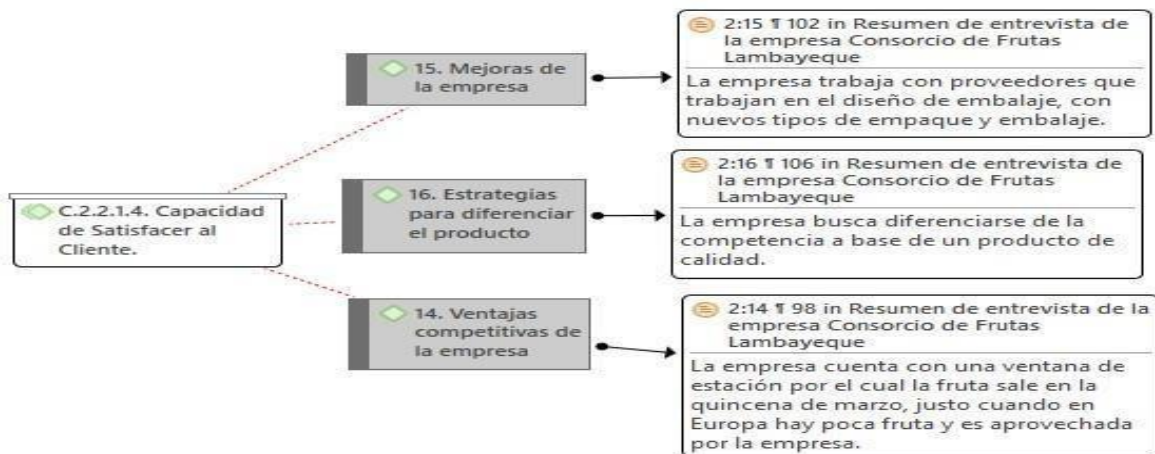 C.2.2.1.4. Capacidad
de Satisfacer al
Cliente.
15. Mejoras de
la empresa
2:15 ¶ 102 in Resumen de entrevista de
la empresa Consorcio de Frutas
Lambayeque
La empresa trabaja con proveedores que
trabajan en el diseño de embalaje, con
nuevos tipos de empaque y embalaje.
16. Estrategias
para diferenciar
el producto
2:16 ¶ 106 in Resumen de entrevista de
la empresa Consorcio de Frutas
Lambayeque
La empresa busca diferenciarse de la
competencia a base de un producto de
calidad.
14. Ventajas
competitivas de
la empresa
2:14 ¶ 98 in Resumen de entrevista de la
empresa Consorcio de Frutas
Lambayeque
La empresa cuenta con una ventana de
estación por el cual la fruta sale en la
quincena de marzo, justo cuando en
Europa hay poca fruta y es aprovechada
por la empresa.